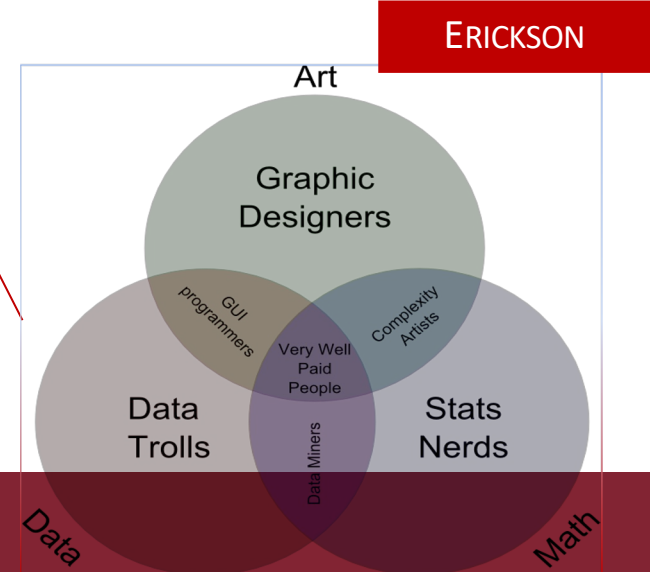 ERICKSON
Art
Graphic
Designers
GUI
programmers
Complexity
Artists
Very Well
Paid
People
Data
Trolls
Stats
Nerds
Data Miners
Data
Math